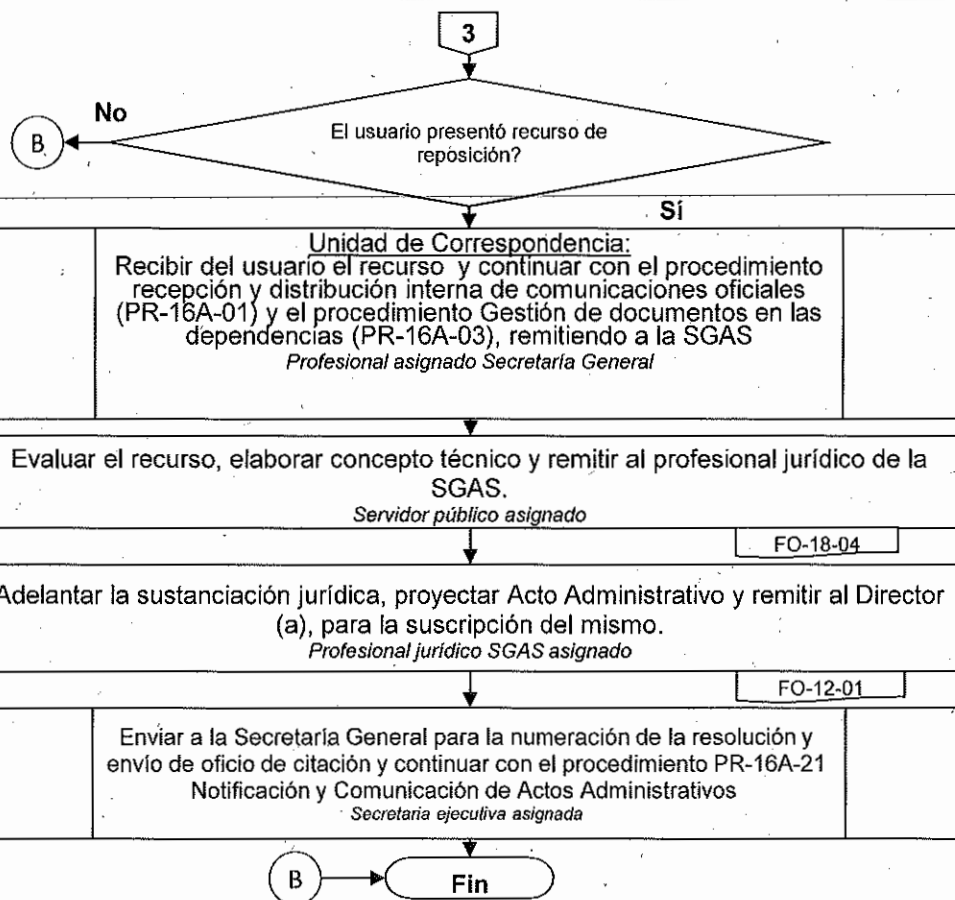 3
No
B
El usuario presentó recurso de
reposición?
Sí
Unidad de Correspondencia:
Recibir del usuario el recurso y continuar con el procedimiento
recepción y distribución interna de comunicaciones oficiales
(PR-16A-01) y el procedimiento Gestión de documentos en las
dependencias (PR-16A-03), remitiendo a la SGAS
Profesional asignado Secretaría General
Evaluar el recurso, elaborar concepto técnico y remitir al profesional jurídico de la
SGAS.
Servidor público asignado
FO-18-04
Adelantar la sustanciación jurídica, proyectar Acto Administrativo y remitir al Director
(a), para la suscripción del mismo.
Profesional jurídico SGAS asignado
FO-12-01
Enviar a la Secretaría General para la numeración de la resolución y
envío de oficio de citación y continuar con el procedimiento PR-16A-21
Notificación y Comunicación de Actos Administrativos
Secretaria ejecutiva asignada
B
Fin